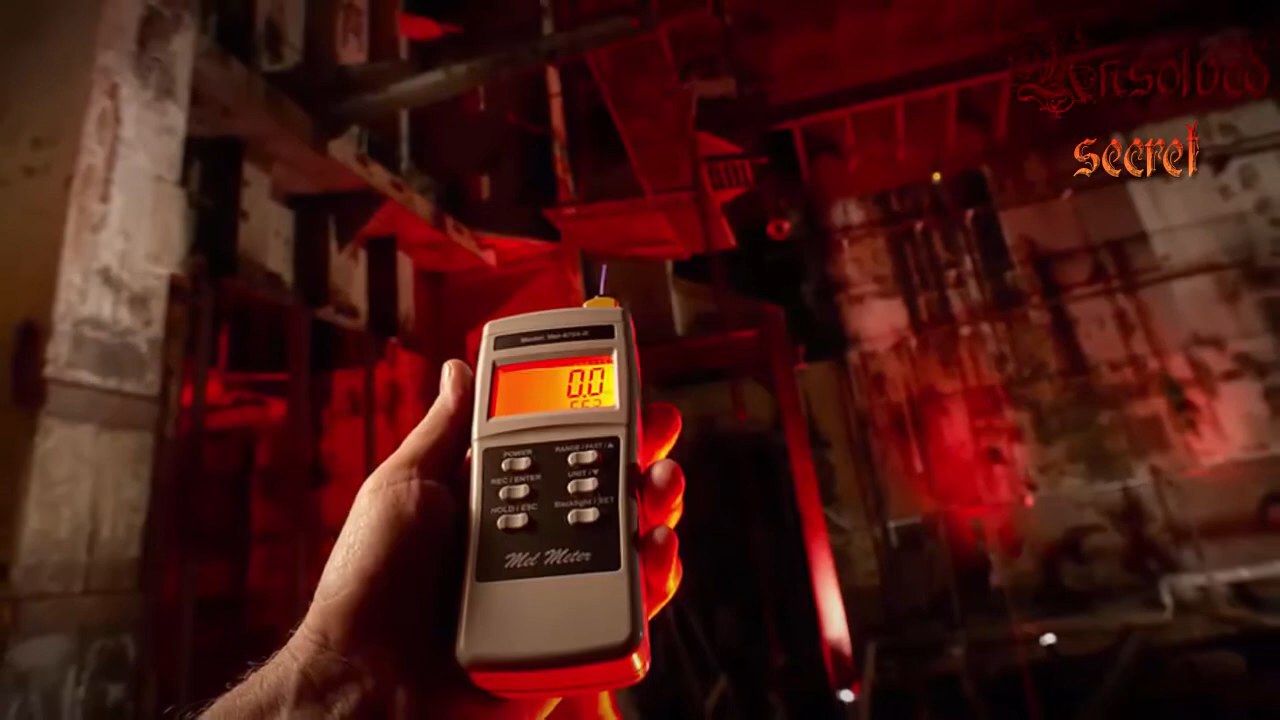 Unsolved
secret
0.0
POWER
RANGE / FAST / ▲
REC / ENTER
UNIT / ▼
HOLD / ESC
Backlight / SET
Mel Meter